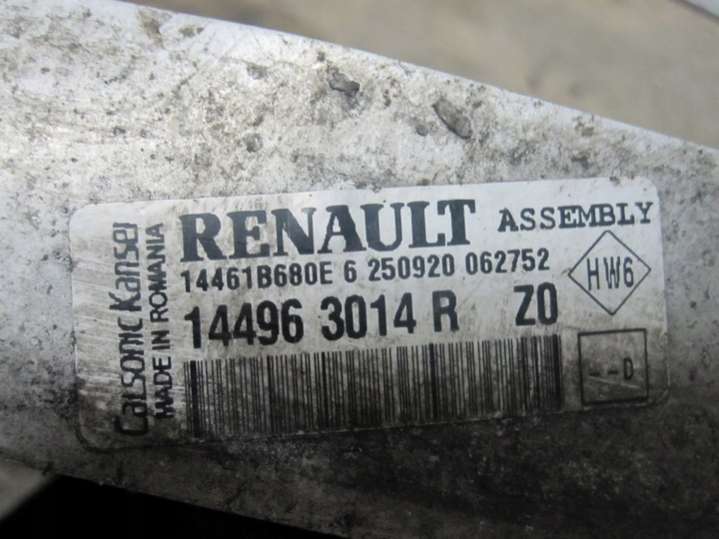 Calsonic Kansei
MADE IN ROMANIA
RENAULT ASSEMBLY
14461B680E 6 250920 062752
HW6
14496 3014 R Z0
--D